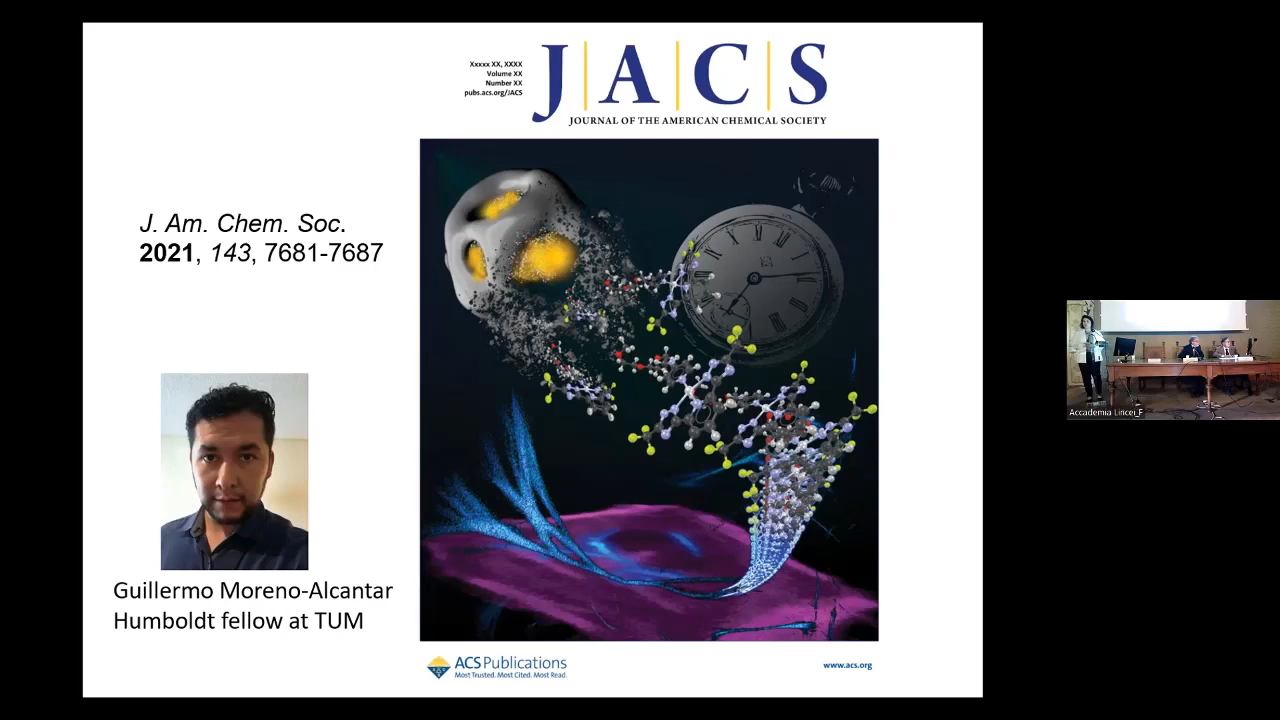 Xxxxx XX, XXXX
Volume XX
Number XX
pubs.acs.org/JACS
J|A|C|S
JOURNAL OF THE AMERICAN CHEMICAL SOCIETY
J. Am. Chem. Soc.
2021, 143, 7681-7687
Guillermo Moreno-Alcantar
Humboldt fellow at TUM
ACS Publications
Most Trusted. Most Cited. Most Read.
www.acs.org
Accademia Lincei_F